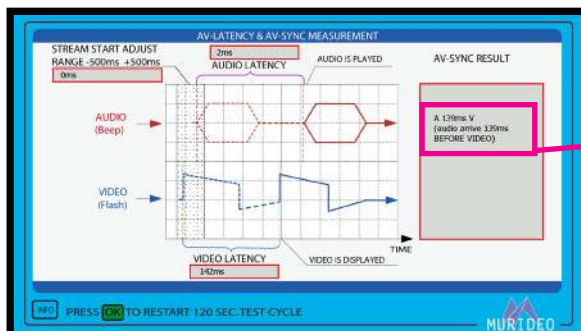 AV-LATENCY & AV-SYNC MEASUREMENT
STREAM START ADJUST
RANGE -500ms +500ms
0ms
2ms
AUDIO LATENCY
AUDIO IS PLAYED
AV-SYNC RESULT
AUDIO
(Beep)
A 139ms V
(audio arrive 139ms
BEFORE VIDEO)
VIDEO
(Flash)
TIME
VIDEO LATENCY
142ms
VIDEO IS DISPLAYED
INFO PRESS OK TO RESTART 120 SEC. TEST CYCLE
MURIDEO